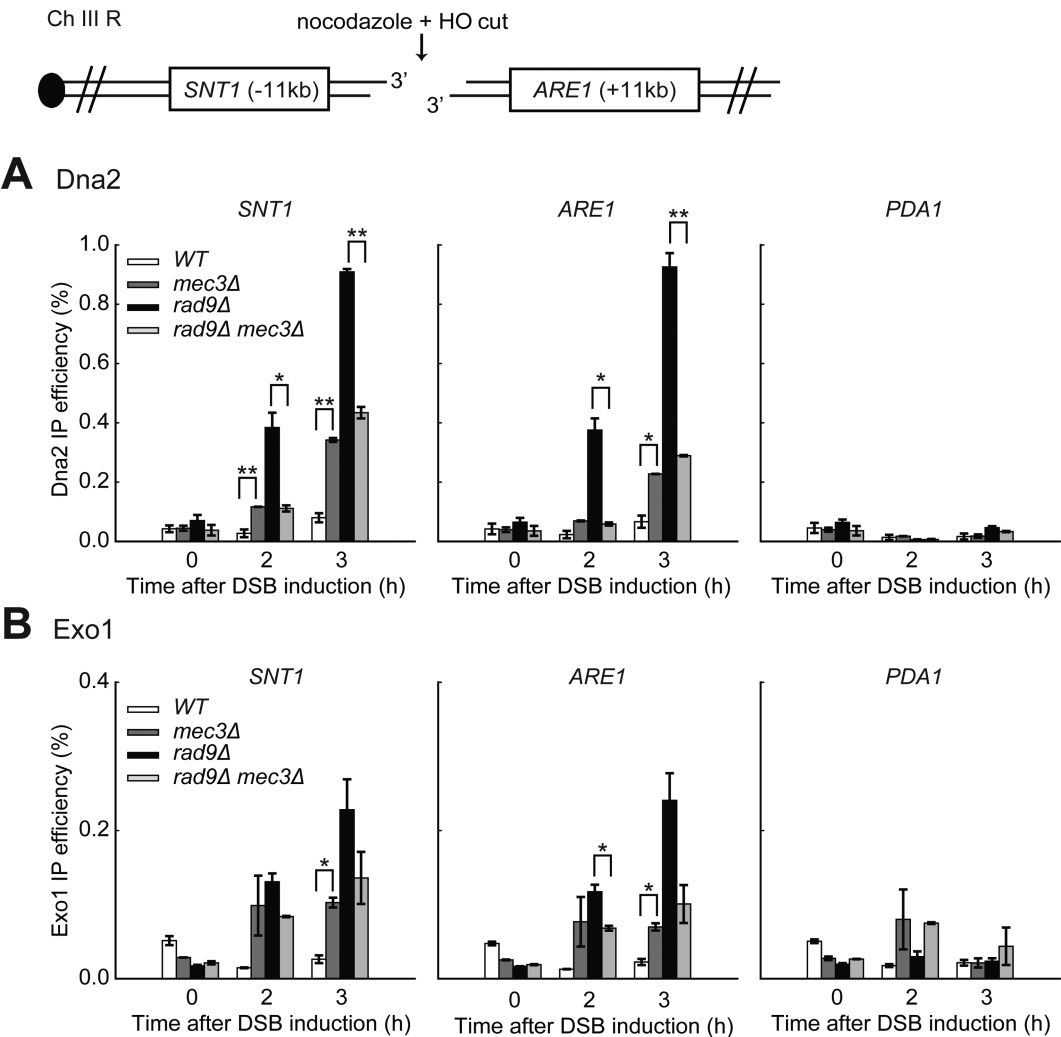 Ch III R
nocodazole + HO cut
SNT1 (-11kb)
3’
3’
ARE1 (+11kb)
A Dna2
SNT1
ARE1
PDA1
Dna2 IP efficiency (%)
1.0
0.8
0.6
0.4
0.2
0.0
WT
mec3Δ
rad9Δ
rad9Δ mec3Δ
**
*
**
**
*
*
**
0 2 3
0 2 3
0 2 3
Time after DSB induction (h)
Time after DSB induction (h)
Time after DSB induction (h)
B Exo1
SNT1
ARE1
PDA1
Exo1 IP efficiency (%)
0.4
0.2
0.0
WT
mec3Δ
rad9Δ
rad9Δ mec3Δ
*
*
*
0 2 3
0 2 3
0 2 3
Time after DSB induction (h)
Time after DSB induction (h)
Time after DSB induction (h)